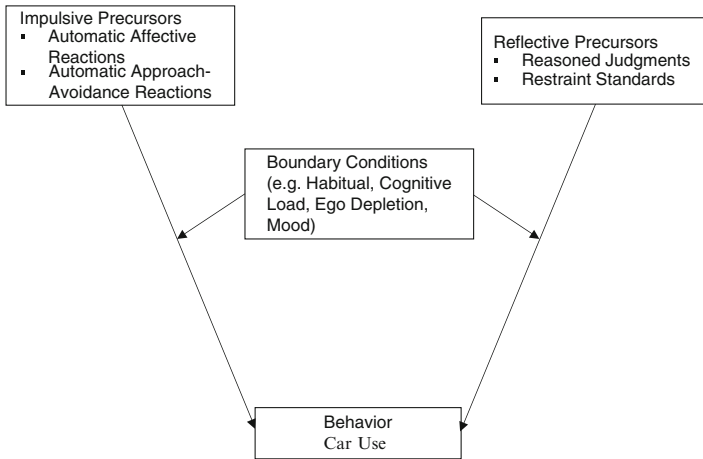 Impulsive Precursors
▪ Automatic Affective
Reactions
▪ Automatic Approach-
Avoidance Reactions
Reflective Precursors
▪ Reasoned Judgments
▪ Restraint Standards
Boundary Conditions
(e.g. Habitual, Cognitive
Load, Ego Depletion,
Mood)
Behavior
Car Use